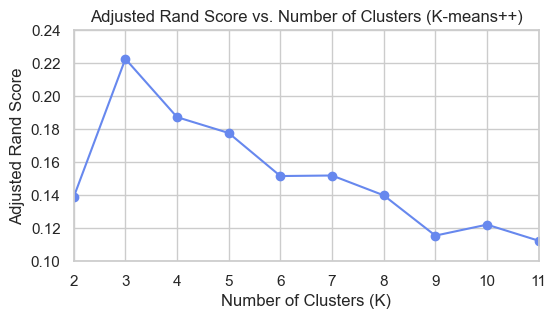 Adjusted Rand Score vs. Number of Clusters (K-means++)
Adjusted Rand Score
0.24
0.22
0.20
0.18
0.16
0.14
0.12
0.10
2 3 4 5 6 7 8 9 10 11
Number of Clusters (K)